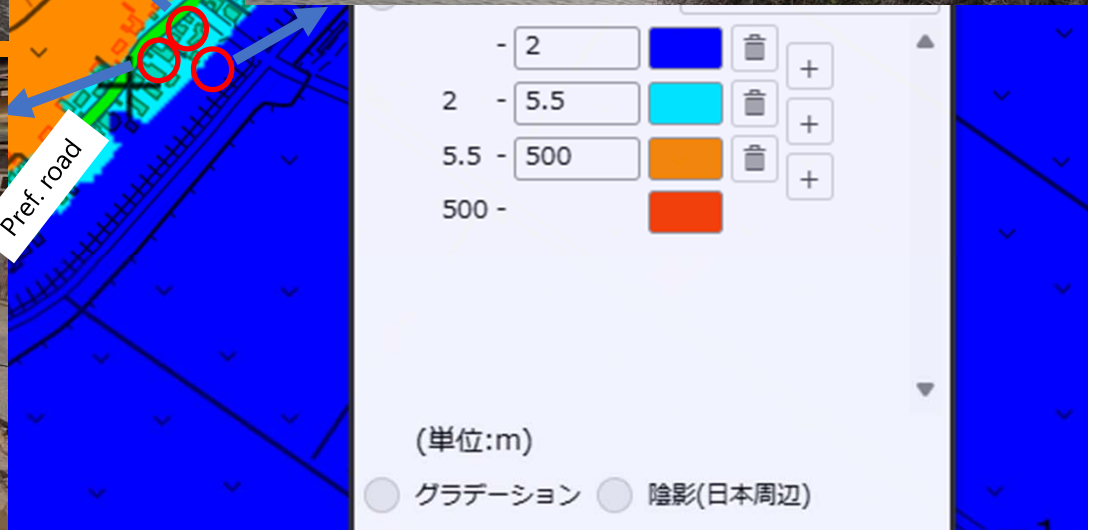 - 2
2 - 5.5
5.5 - 500
500 -
Pref. road
(単位:m)
グラデーション 陰影(日本周辺)